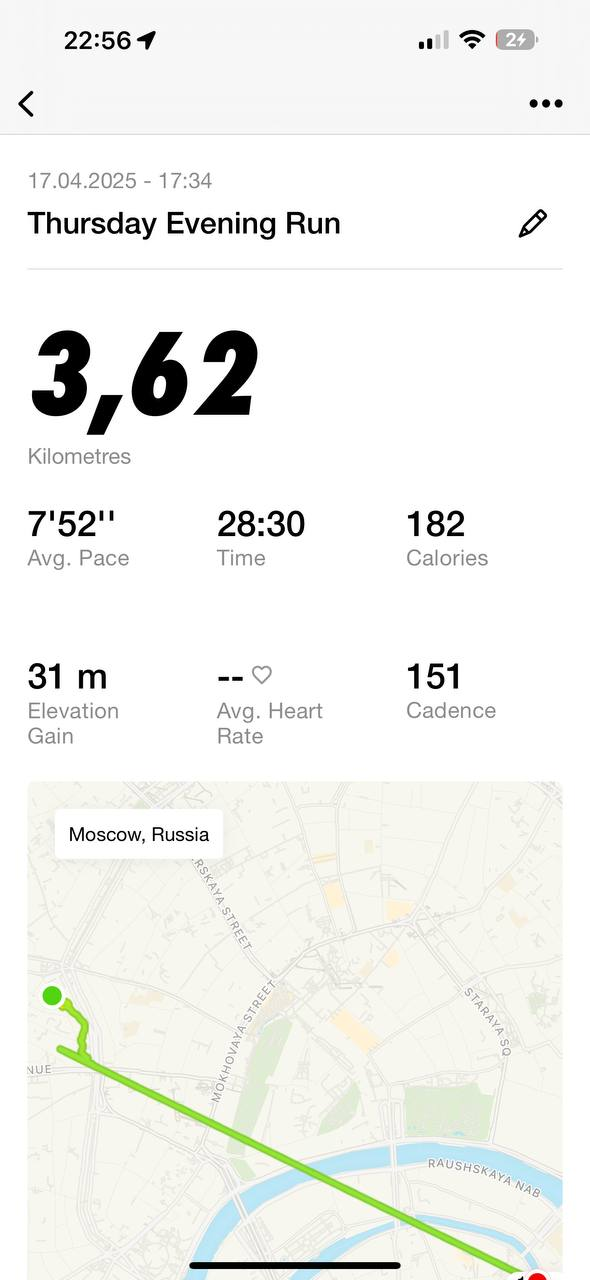 22:56
2
17.04.2025 - 17:34
Thursday Evening Run
3,62
Kilometres
7'52'' 28:30 182
Avg. Pace Time Calories
31 m -- 151
Elevation Gain Avg. Heart Rate Cadence
Moscow, Russia
RSKAYA STREET
MOKHOVAYA STREET
STARAYA SQ
NUE
RAUSHSKAYA NAB